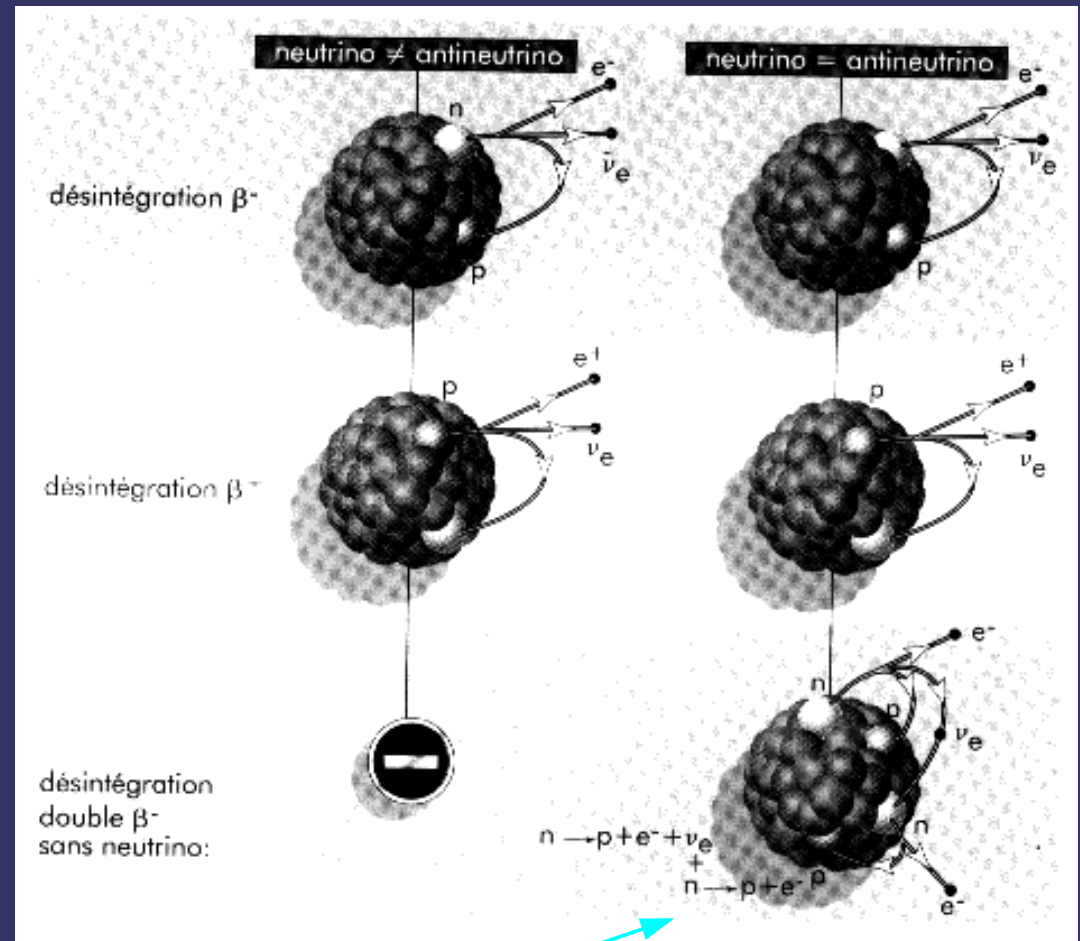 neutrino ≠ antineutrino
neutrino = antineutrino
désintégration β-
n
e-
ν̄e
p
e-
νe
p
désintégration β+
p
e+
νe
p
e+
νe
désintégration
double β-
sans neutrino:
n
e-
p
νe
n
p
e-
n → p + e- + νe
+
n → p + e-